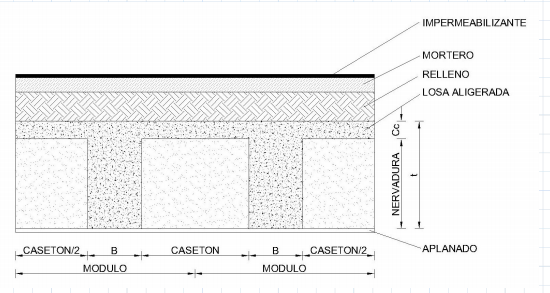 IMPERMEABILIZANTE
MORTERO
RELLENO
LOSA ALIGERADA
Cc
NERVADURA
t
APLANADO
CASETON/2 B CASETON B CASETON/2
MODULO MODULO